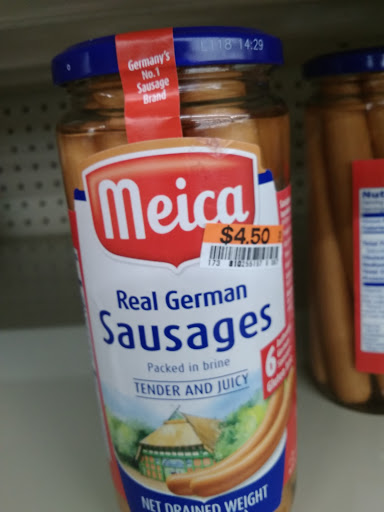 L118 14:29
Germany's
No.1
Sausage
Brand
Meica
$4.50
Real German
Sausages
Packed in brine
TENDER AND JUICY
6
NET DRAINED WEIGHT
Nut